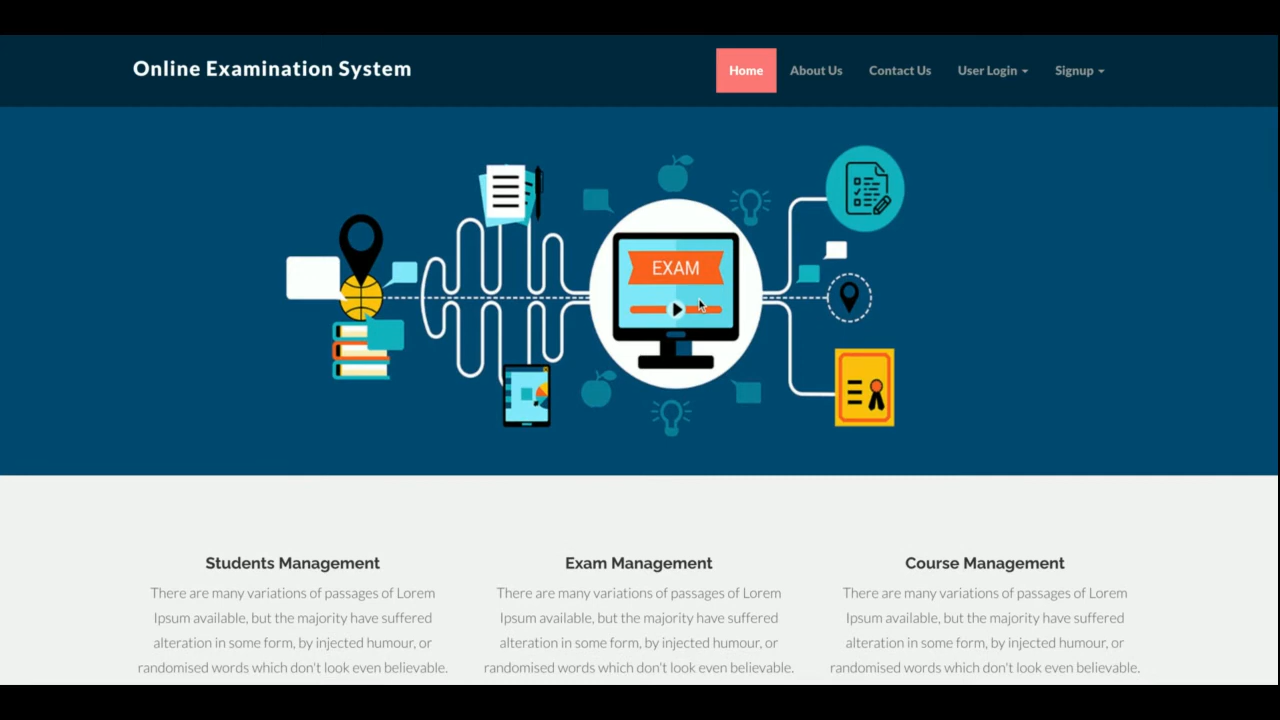 Online Examination System
Home About Us Contact Us User Login Signup
EXAM
Students Management
There are many variations of passages of Lorem
Ipsum available, but the majority have suffered
alteration in some form, by injected humour, or
randomised words which don't look even believable.
Exam Management
There are many variations of passages of Lorem
Ipsum available, but the majority have suffered
alteration in some form, by injected humour, or
randomised words which don't look even believable.
Course Management
There are many variations of passages of Lorem
Ipsum available, but the majority have suffered
alteration in some form, by injected humour, or
randomised words which don't look even believable.